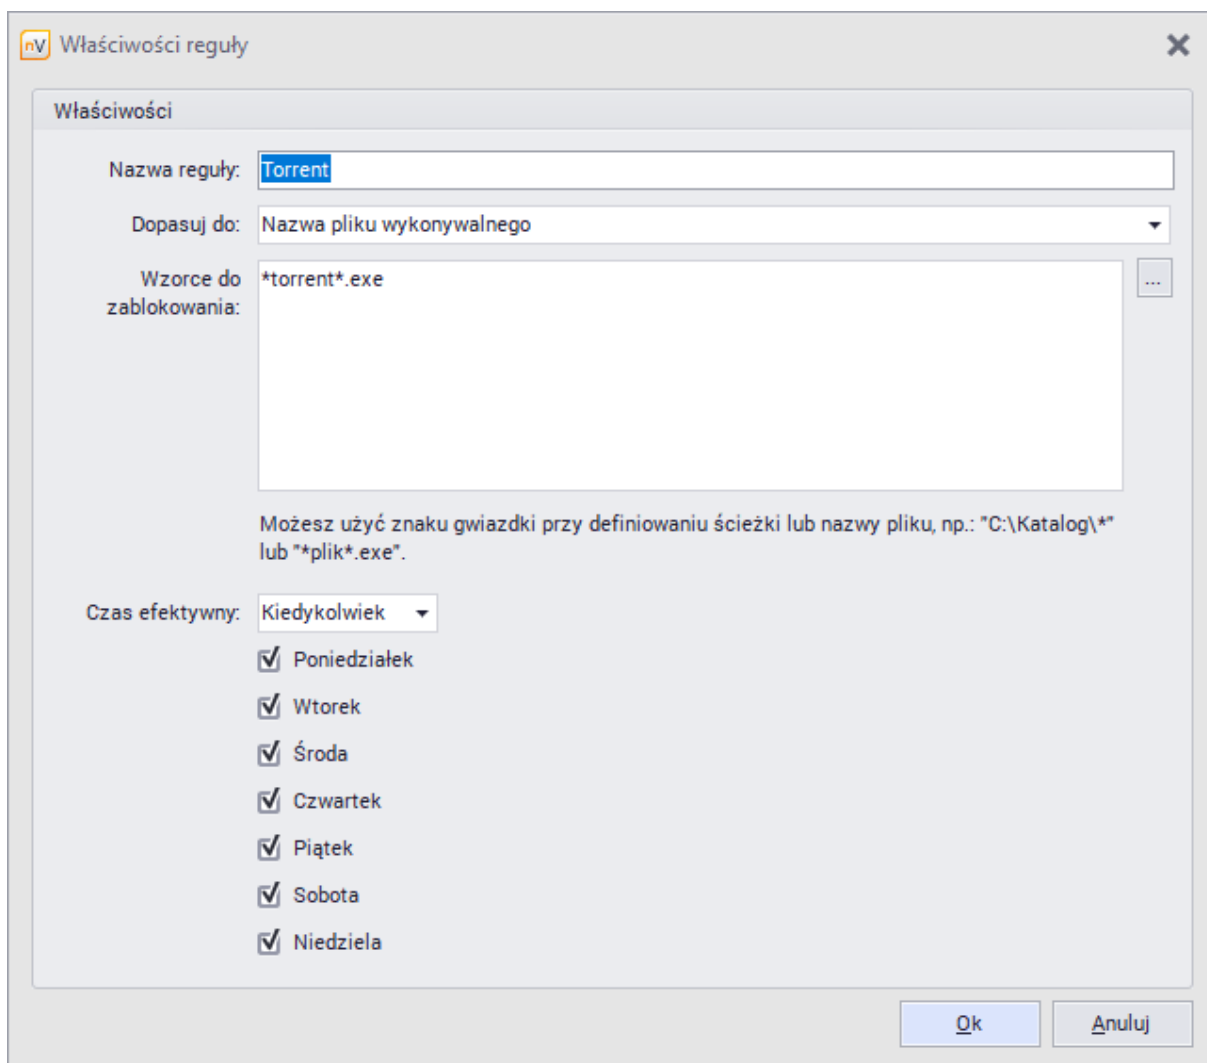 nV Właściwości reguły
Właściwości
Nazwa reguły: Torrent
Dopasuj do: Nazwa pliku wykonywalnego
Wzorce do zablokowania:
*torrent*.exe
...
Możesz użyć znaku gwiazdki przy definiowaniu ścieżki lub nazwy pliku, np.: "C:\Katalog\*"
lub "*plik*.exe".
Czas efektywny: Kiedykolwiek
Poniedziałek
Wtorek
Środa
Czwartek
Piątek
Sobota
Niedziela
Ok Anuluj